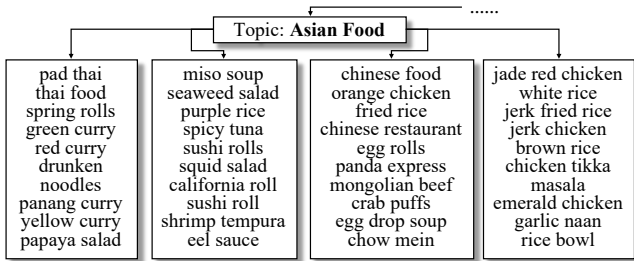 ......
Topic: Asian Food
pad thai
thai food
spring rolls
green curry
red curry
drunken
noodles
panang curry
yellow curry
papaya salad
miso soup
seaweed salad
purple rice
spicy tuna
sushi rolls
squid salad
california roll
sushi roll
shrimp tempura
eel sauce
chinese food
orange chicken
fried rice
chinese restaurant
egg rolls
panda express
mongolian beef
crab puffs
egg drop soup
chow mein
jade red chicken
white rice
jerk fried rice
jerk chicken
brown rice
chicken tikka
masala
emerald chicken
garlic naan
rice bowl